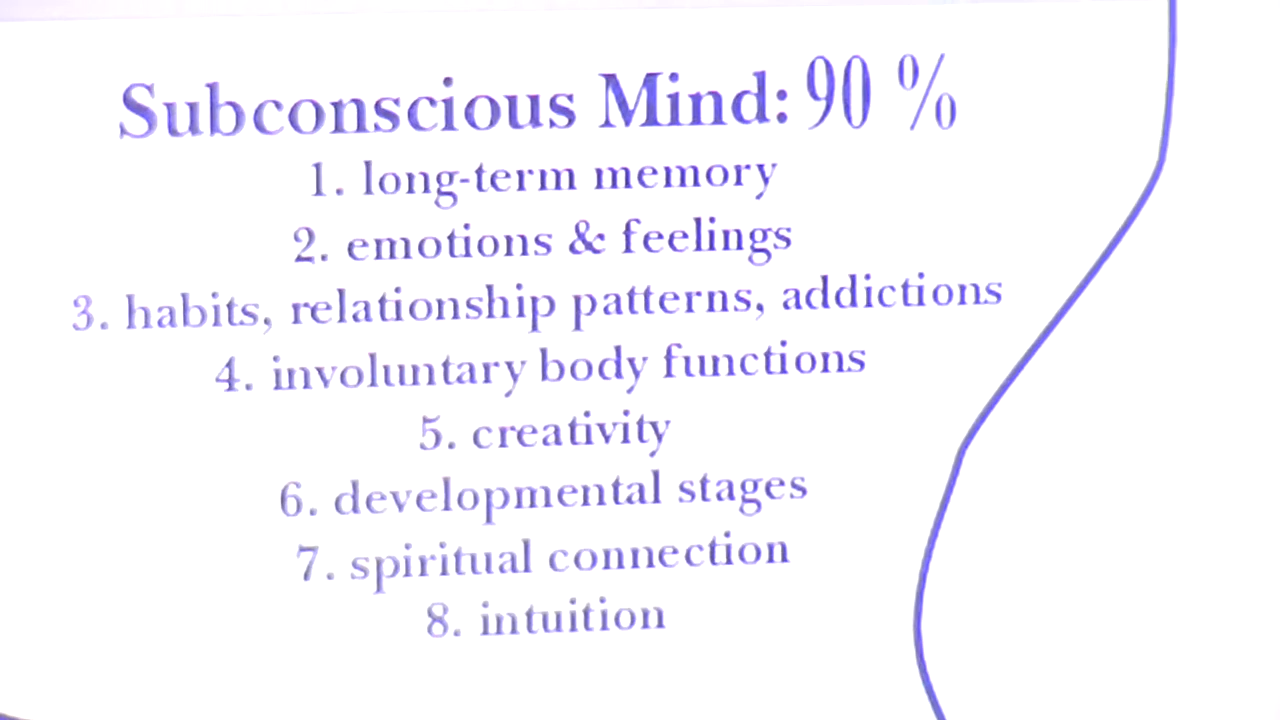 Subconscious Mind: 90 %
1. long-term memory
2. emotions & feelings
3. habits, relationship patterns, addictions
4. involuntary body functions
5. creativity
6. developmental stages
7. spiritual connection
8. intuition